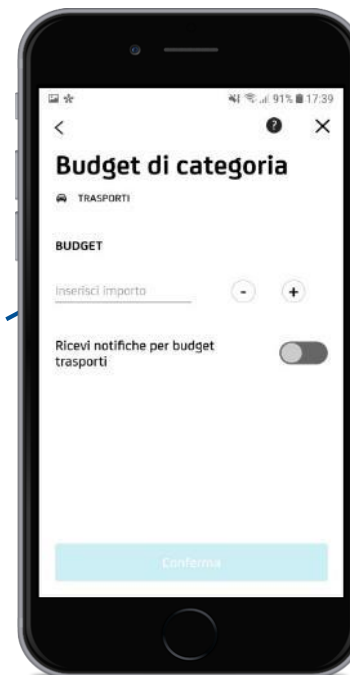 91% 17:39
Budget di categoria
TRASPORTI
BUDGET
Inserisci importo
- +
Ricevi notifiche per budget
trasporti
Conferma